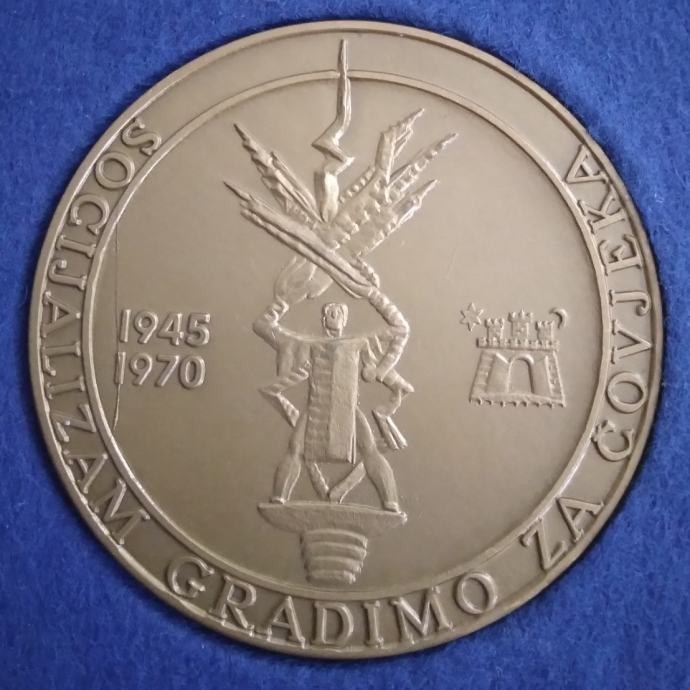 SOCIJALIZAM GRADIMO ZA ČOVJEKA
1945
1970